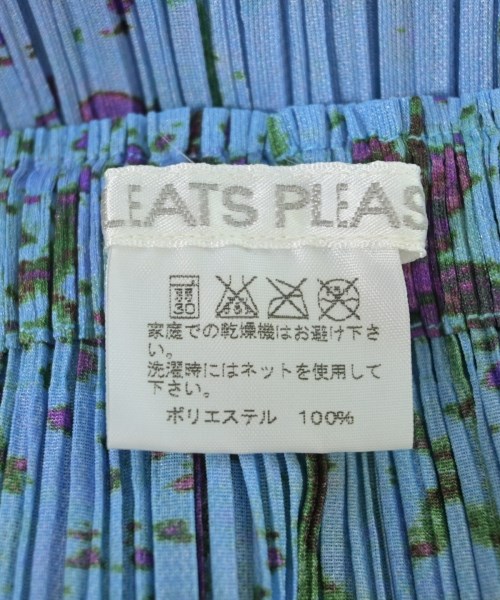 LEATS PLEAS
弱
30
家庭での乾燥機はお避け下さ
い。
洗濯時にはネットを使用して
下さい。
ポリエステル 100%